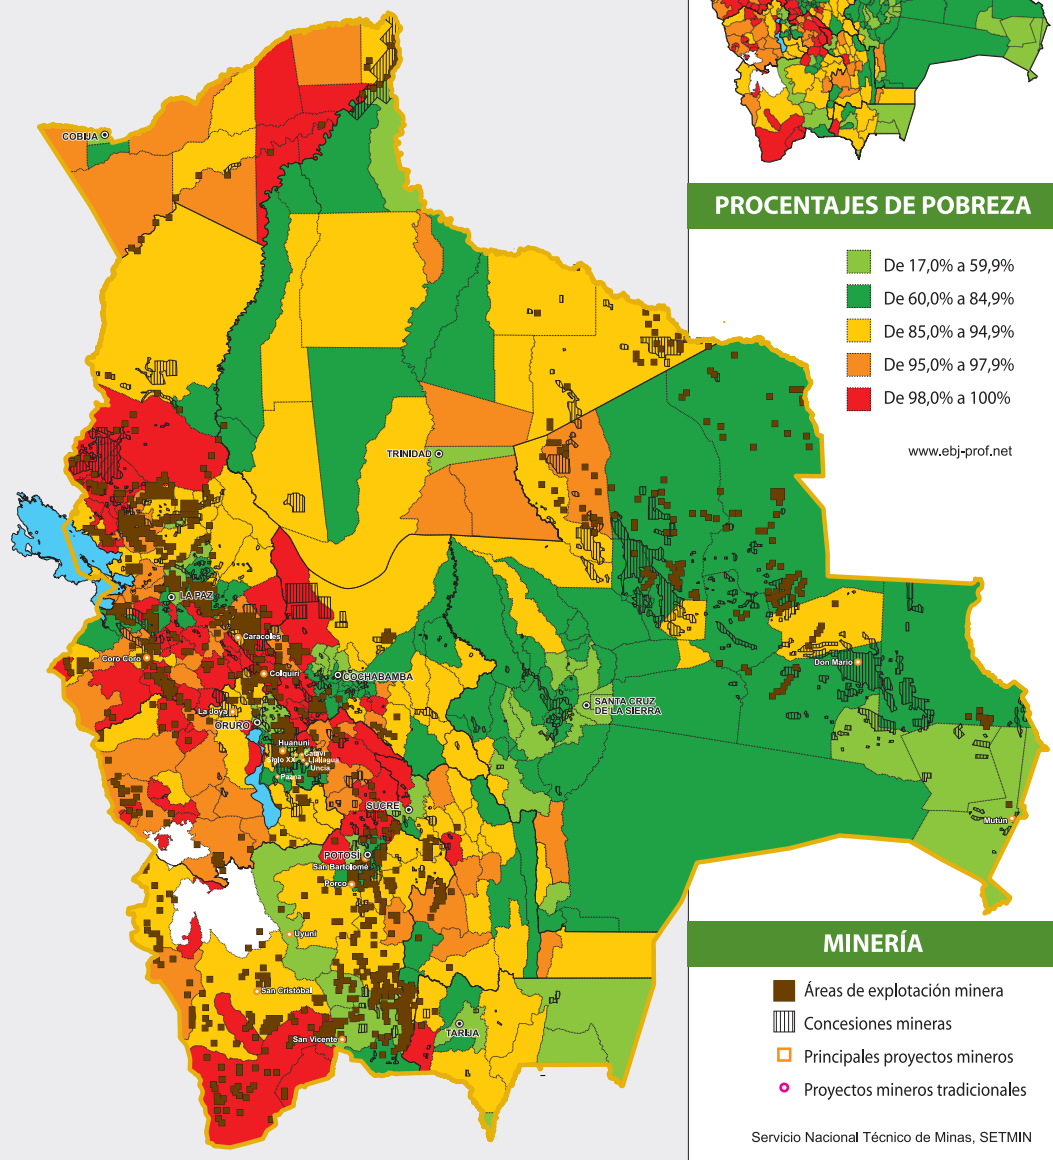 COBIJA
TRINIDAD
LA PAZ
Caracoles
Coro Coro
Colquiri
COCHABAMBA
La Joya
ORURO
Huanuni
Catavi
Siglo XX
Llallagua
Uncía
Pazna
SANTA CRUZ
DE LA SIERRA
Don Mario
SUCRE
POTOSÍ
San Bartolomé
Porco
Mutún
Uyuni
San Cristóbal
San Vicente
TARIJA
PROCENTAJES DE POBREZA
De 17,0% a 59,9%
De 60,0% a 84,9%
De 85,0% a 94,9%
De 95,0% a 97,9%
De 98,0% a 100%
www.ebj-prof.net
MINERÍA
Áreas de explotación minera
Concesiones mineras
Principales proyectos mineros
Proyectos mineros tradicionales
Servicio Nacional Técnico de Minas, SETMIN